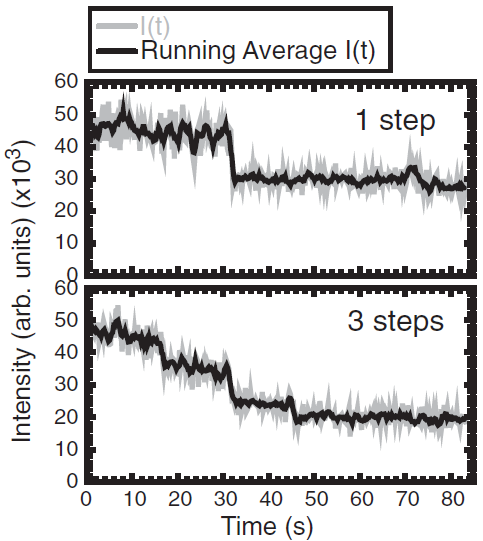 I(t)
Running Average I(t)
60
50
1 step
40
30
20
10
0
60
50
3 steps
40
30
20
10
0
0 10 20 30 40 50 60 70 80
Time (s)
Intensity (arb. units) (x10³)